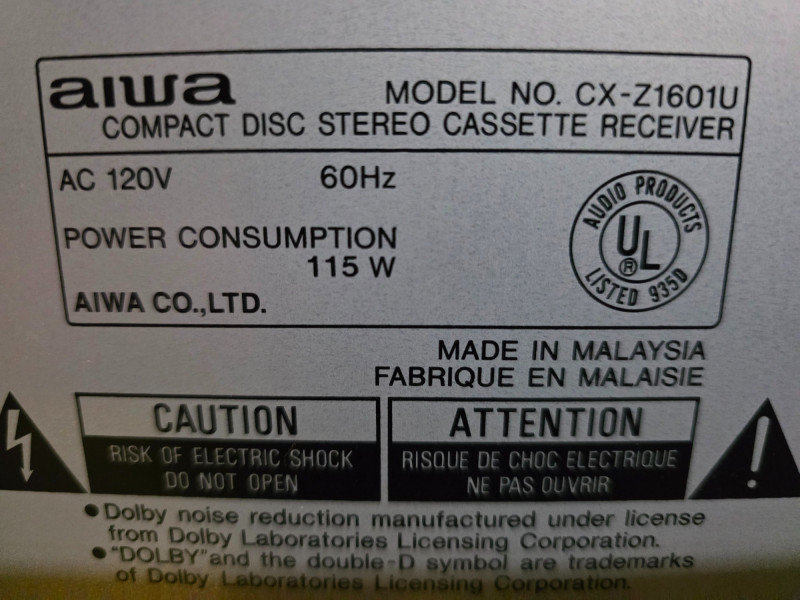 aiwa MODEL NO. CX-Z1601U
COMPACT DISC STEREO CASSETTE RECEIVER
AC 120V 60Hz
POWER CONSUMPTION
115 W
AIWA CO.,LTD.
AUDIO PRODUCTS
UL
®
LISTED 935D
MADE IN MALAYSIA
FABRIQUE EN MALAISIE
CAUTION
RISK OF ELECTRIC SHOCK
DO NOT OPEN
ATTENTION
RISQUE DE CHOC ELECTRIQUE
NE PAS OUVRIR
!
•Dolby noise reduction manufactured under license
from Dolby Laboratories Licensing Corporation.
•"DOLBY"and the double-D symbol are trademarks
of Dolby Laboratories Licensing Corporation.